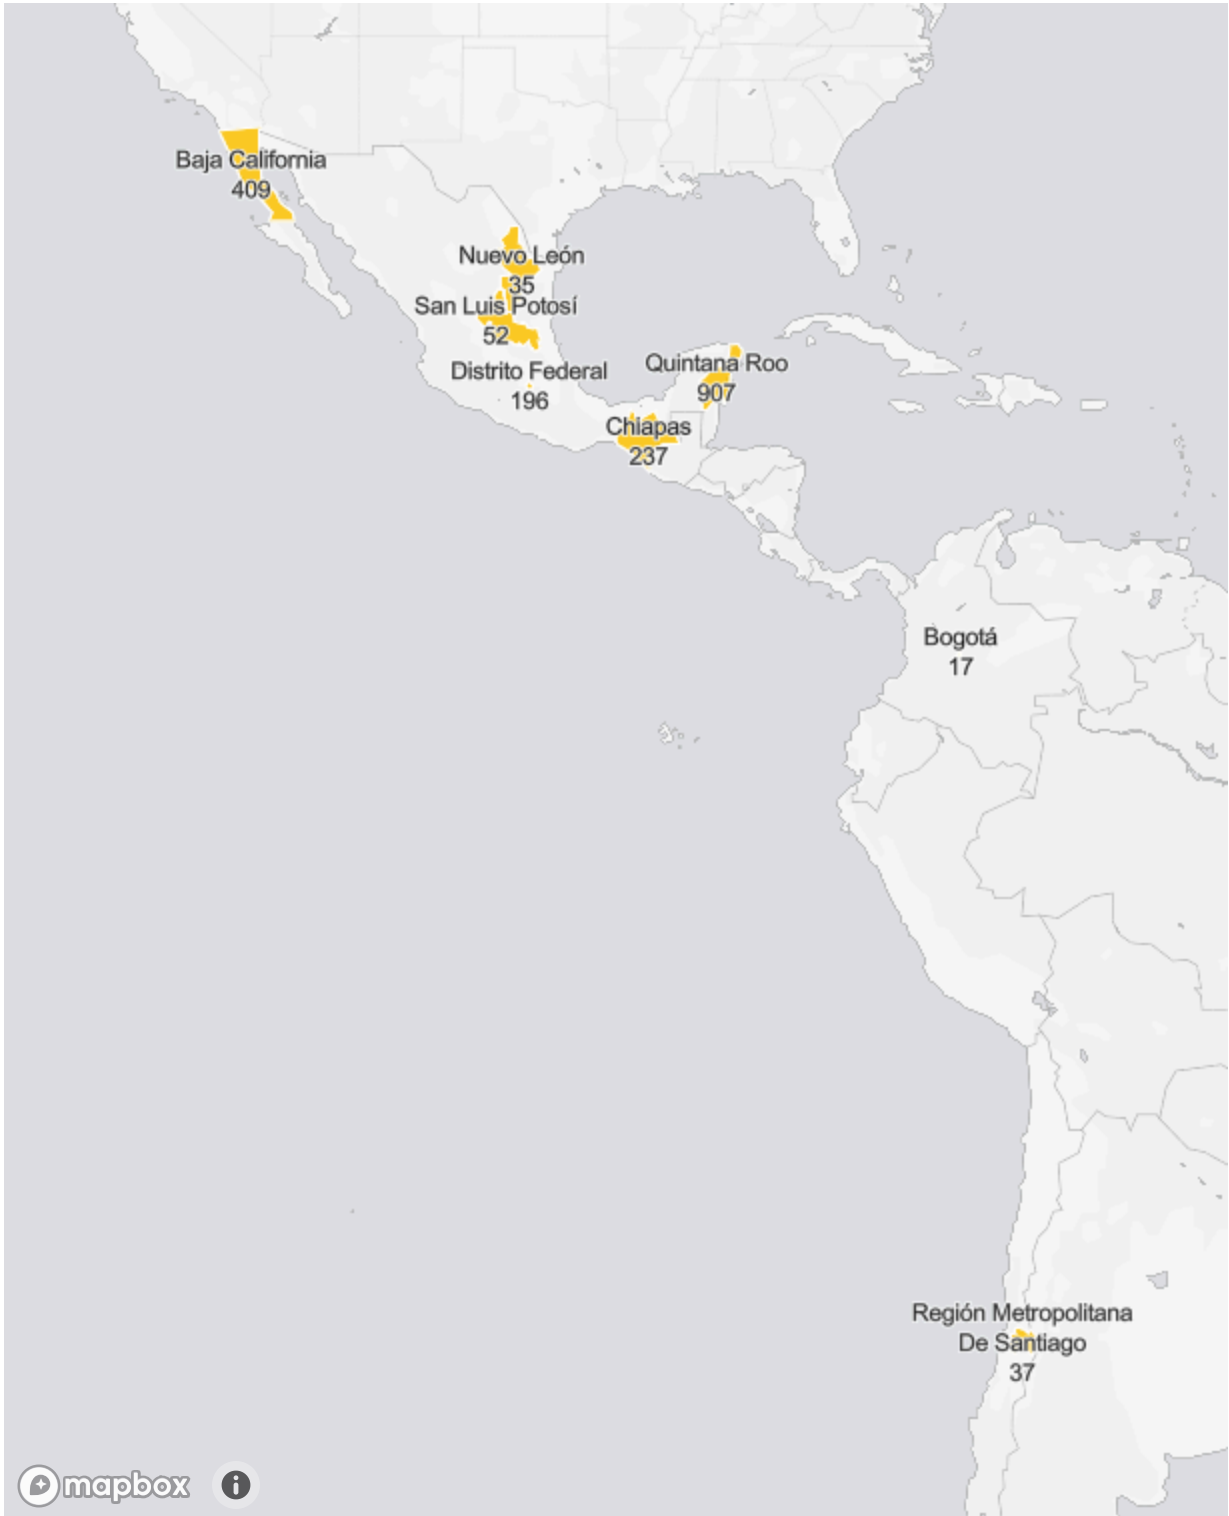 Baja California
409
Nuevo León
35
San Luis Potosí
52
Distrito Federal
196
Quintana Roo
907
Chiapas
237
Bogotá
17
Región Metropolitana
De Santiago
37
mapbox
i